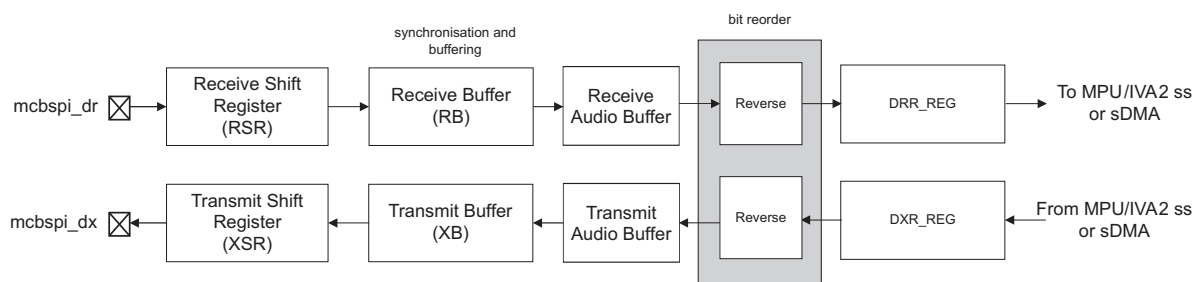 bit reorder
synchronisation and
buffering
mcbspi_dr
Receive Shift
Register
(RSR)
Receive Buffer
(RB)
Receive
Audio Buffer
Reverse
DRR_REG
To MPU/IVA2 ss
or sDMA
mcbspi_dx
Transmit Shift
Register
(XSR)
Transmit Buffer
(XB)
Transmit
Audio Buffer
Reverse
DXR_REG
From MPU/IVA2 ss
or sDMA